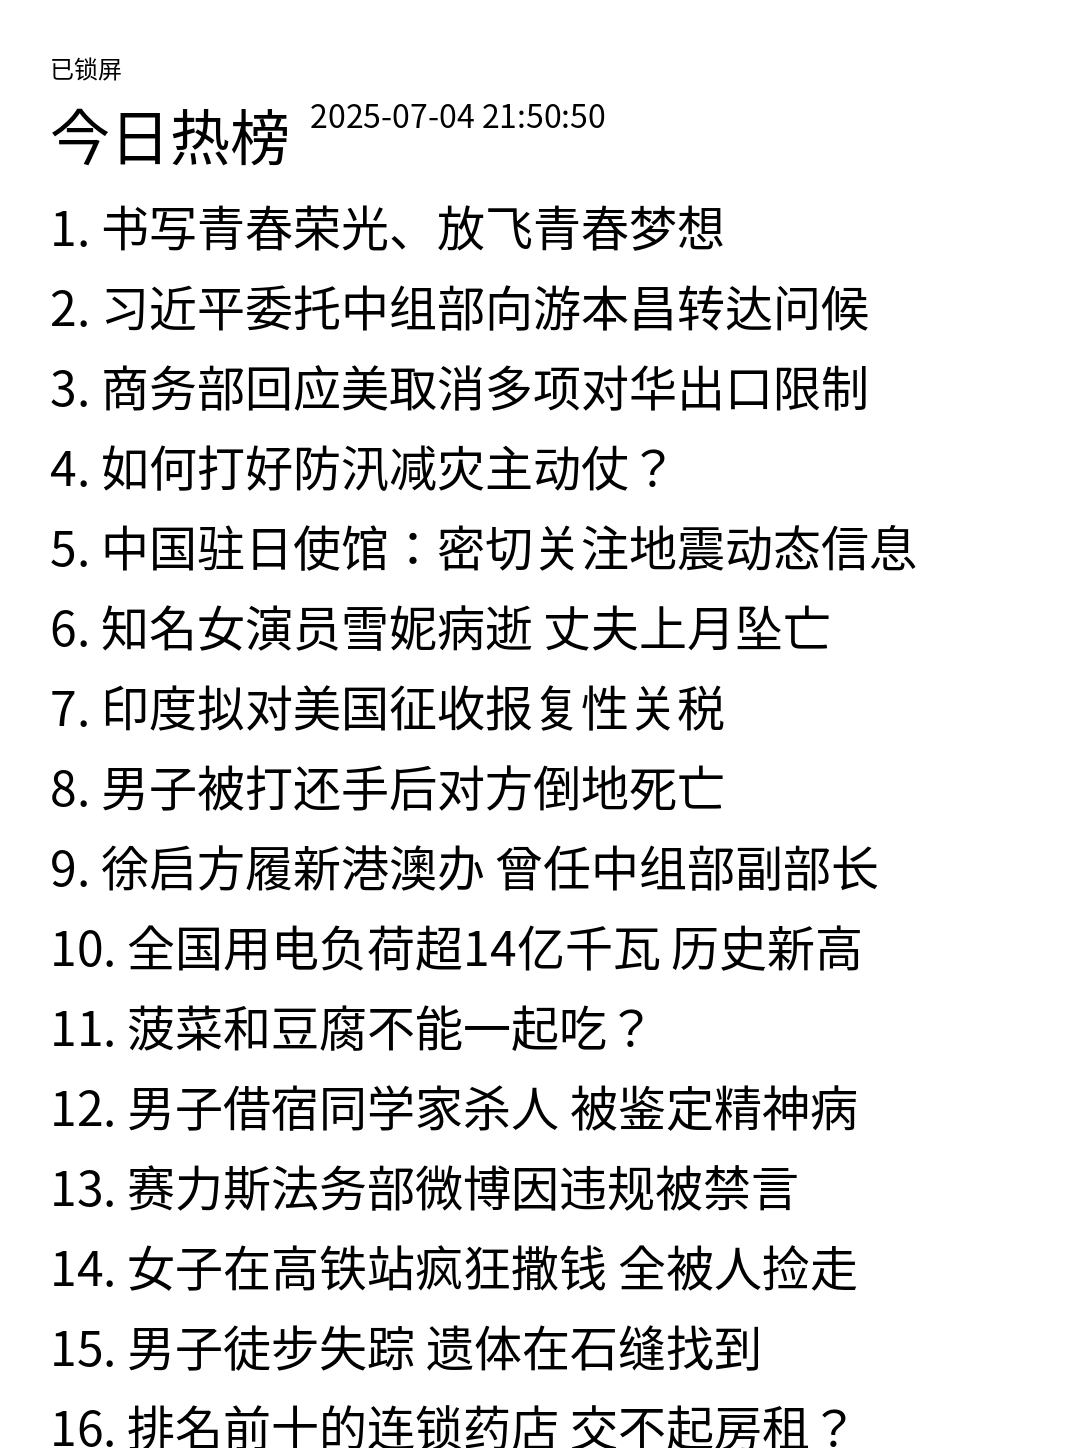 已锁屏
今日热榜 2025-07-04 21:50:50
1. 书写青春荣光、放飞青春梦想
2. 习近平委托中组部向游本昌转达问候
3. 商务部回应美取消多项对华出口限制
4. 如何打好防汛减灾主动仗？
5. 中国驻日使馆：密切关注地震动态信息
6. 知名女演员雪妮病逝 丈夫上月坠亡
7. 印度拟对美国征收报复性关税
8. 男子被打还手后对方倒地死亡
9. 徐启方履新港澳办 曾任中组部副部长
10. 全国用电负荷超14亿千瓦 历史新高
11. 菠菜和豆腐不能一起吃？
12. 男子借宿同学家杀人 被鉴定精神病
13. 赛力斯法务部微博因违规被禁言
14. 女子在高铁站疯狂撒钱 全被人捡走
15. 男子徒步失踪 遗体在石缝找到
16. 排名前十的连锁药店 交不起房租？